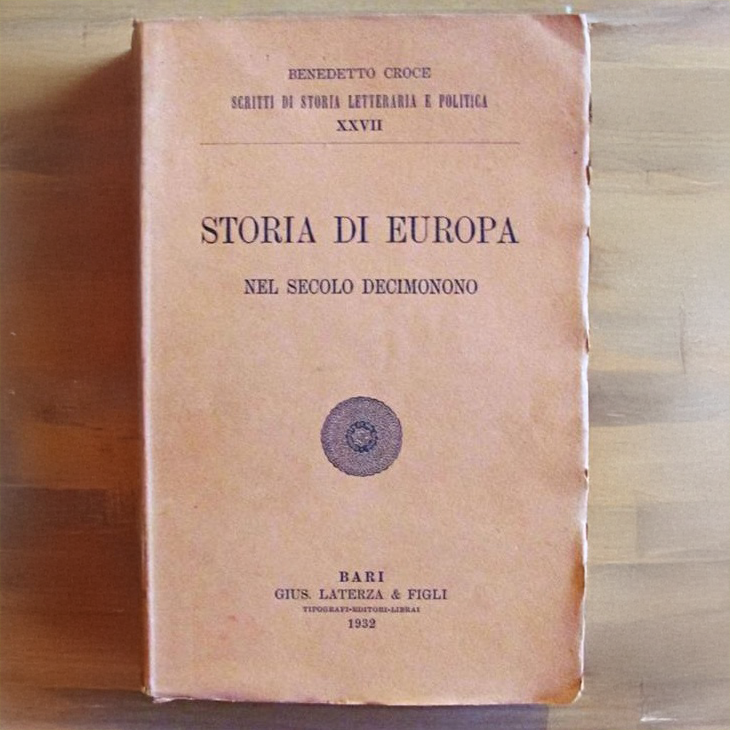 BENEDETTO CROCE
SCRITTI DI STORIA LETTERARIA E POLITICA
XXVII
STORIA DI EUROPA
NEL SECOLO DECIMONONO
BARI
GIUS. LATERZA & FIGLI
TIPOGRAFI-EDITORI-LIBRAI
1932